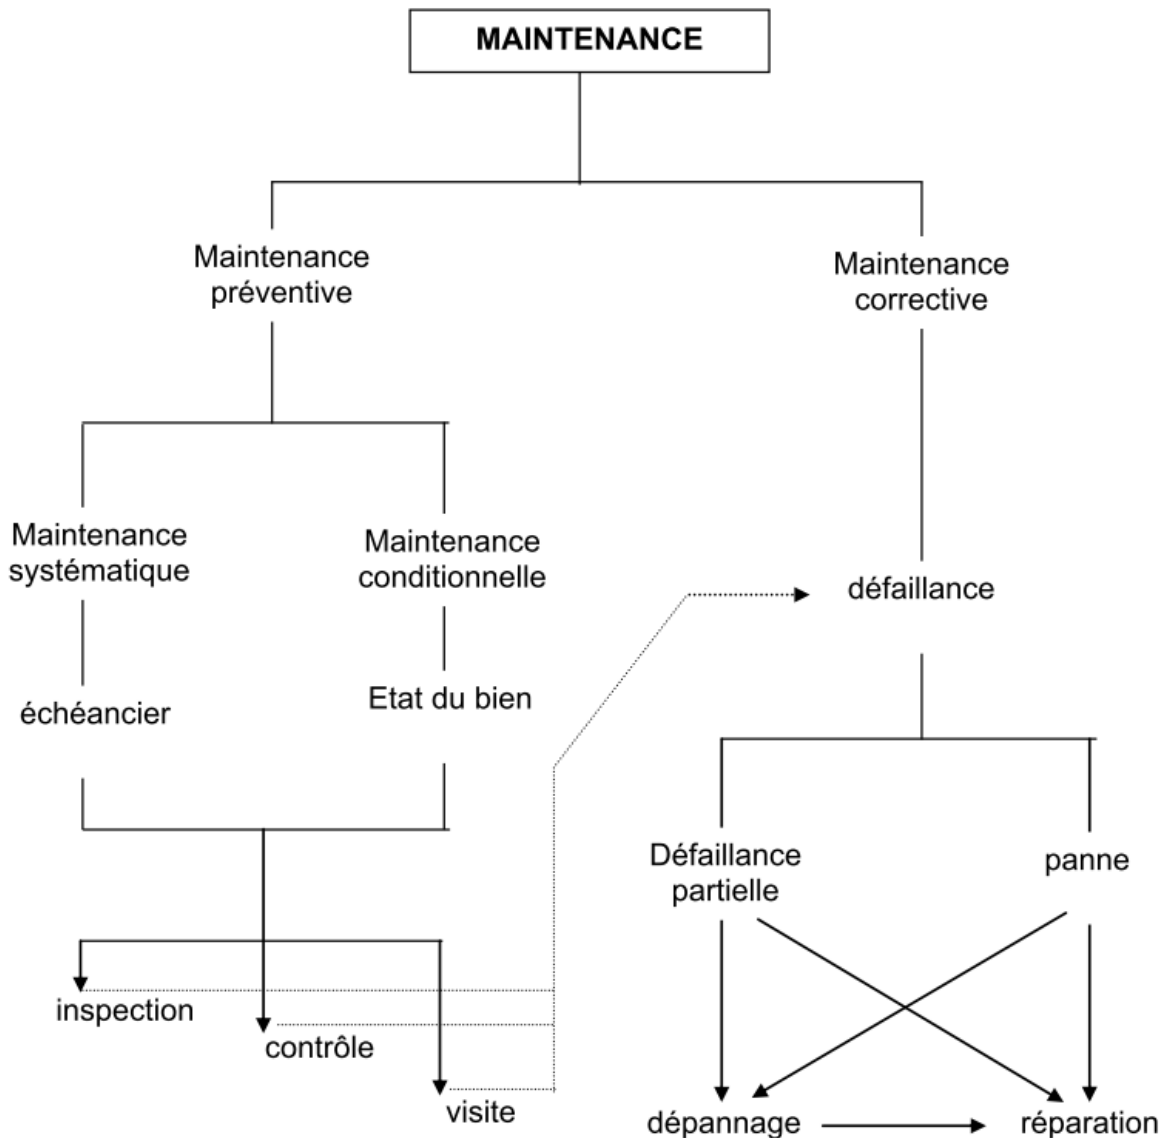 MAINTENANCE
Maintenance
préventive
Maintenance
corrective
Maintenance
systématique
Maintenance
conditionnelle
défaillance
échéancier
Etat du bien
Défaillance
partielle
panne
inspection
contrôle
visite
dépannage
réparation